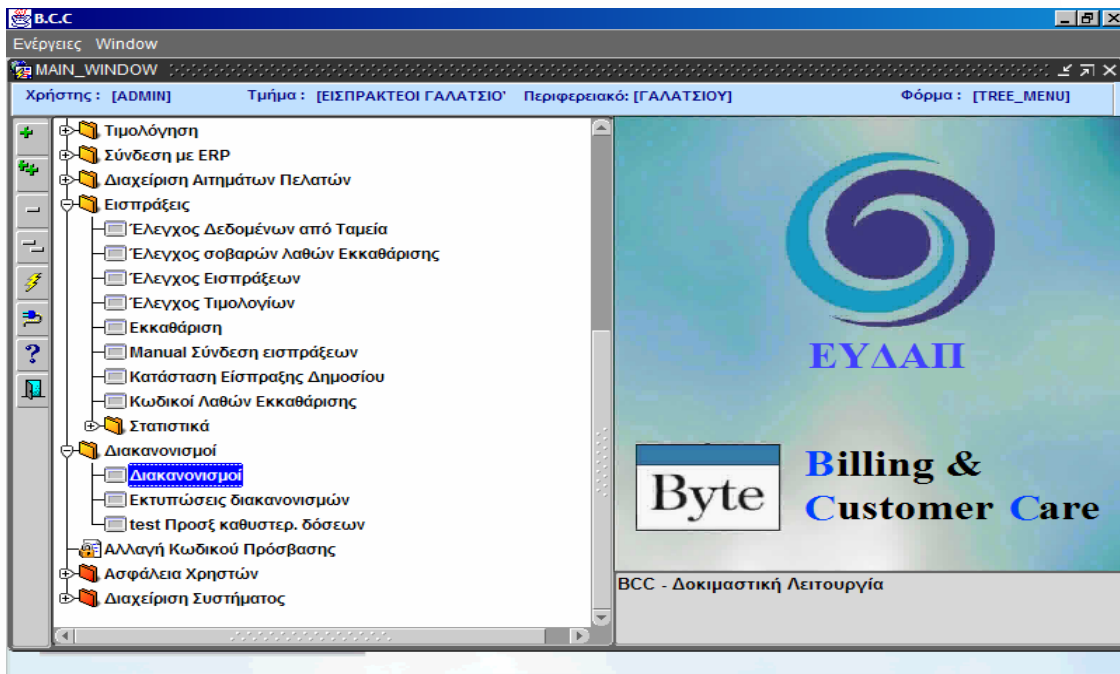 B.C.C
Ενέργειες Window
MAIN_WINDOW
Χρήστης : [ADMIN] Τμήμα : [ΕΙΣΠΡΑΚΤΕΟΙ ΓΑΛΑΤΣΙΟ' Περιφερειακό: [ΓΑΛΑΤΣΙΟΥ] Φόρμα : [TREE_MENU]
Τιμολόγηση
Σύνδεση με ERP
Διαχείριση Αιτημάτων Πελατών
Εισπράξεις
Έλεγχος Δεδομένων από Ταμεία
Έλεγχος σοβαρών λαθών Εκκαθάρισης
Έλεγχος Εισπράξεων
Έλεγχος Τιμολογίων
Εκκαθάριση
Manual Σύνδεση εισπράξεων
Κατάσταση Είσπραξης Δημοσίου
Κωδικοί Λαθών Εκκαθάρισης
Στατιστικά
Διακανονισμοί
Διακανονισμοί
Εκτυπώσεις διακανονισμών
test Προσξ καθυστερ. δόσεων
Αλλαγή Κωδικού Πρόσβασης
Ασφάλεια Χρηστών
Διαχείριση Συστήματος
ΕΥΔΑΠ
Byte
Billing &
Customer Care
BCC - Δοκιμαστική Λειτουργία